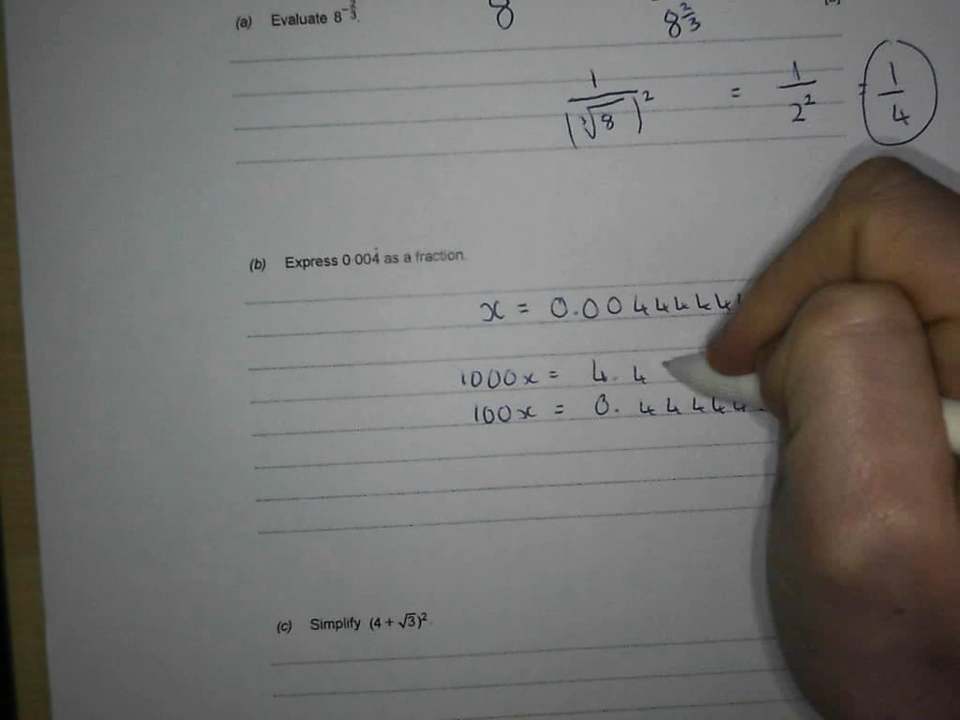 (a) Evaluate 8^{-2/3}.
8
8^{2/3}
1/(∛8)² = 1/2² = 1/4
(b) Express 0·004̇ as a fraction.
x = 0.0044444
1000x = 4.4
100x = 0.44444
(c) Simplify (4 + √3)²